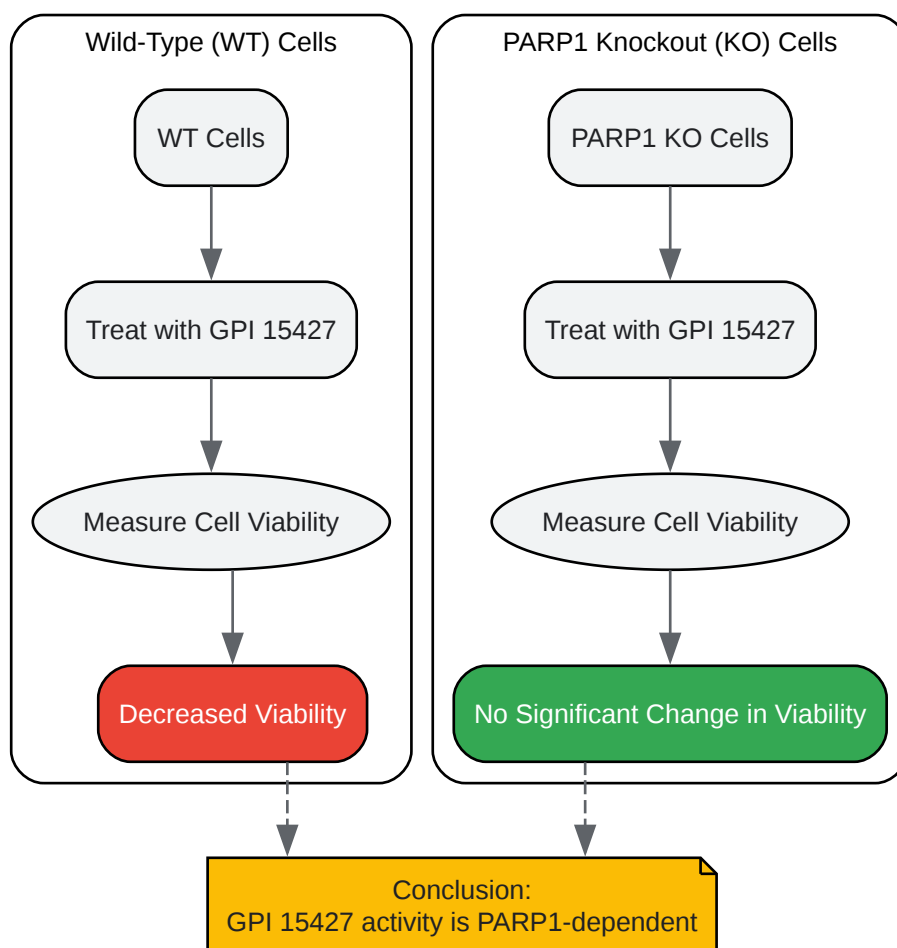 Wild-Type (WT) Cells
WT Cells
Treat with GPI 15427
Measure Cell Viability
Decreased Viability
PARP1 Knockout (KO) Cells
PARP1 KO Cells
Treat with GPI 15427
Measure Cell Viability
No Significant Change in Viability
Conclusion:
GPI 15427 activity is PARP1-dependent